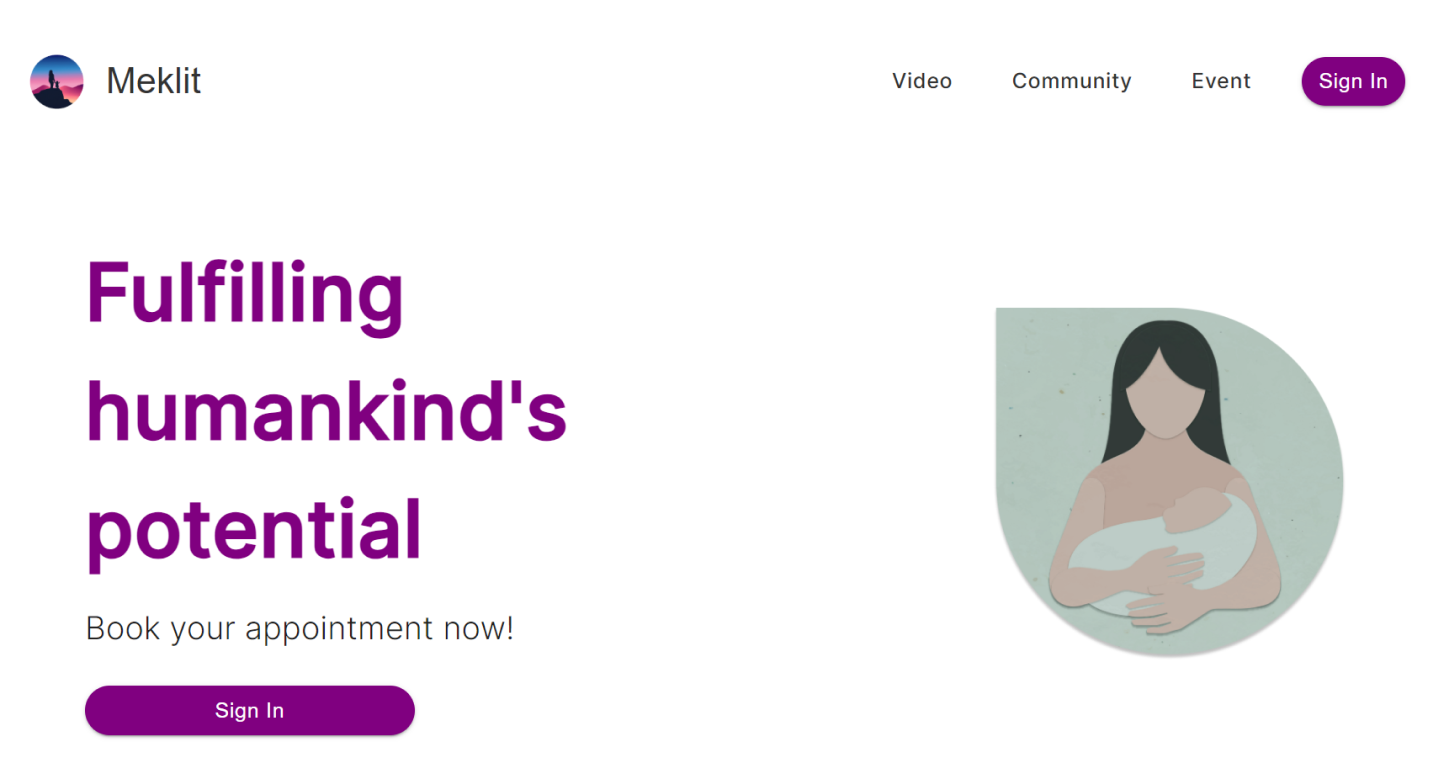 Meklit
Video
Community
Event
Sign In
Fulfilling
humankind's
potential
Book your appointment now!
Sign In